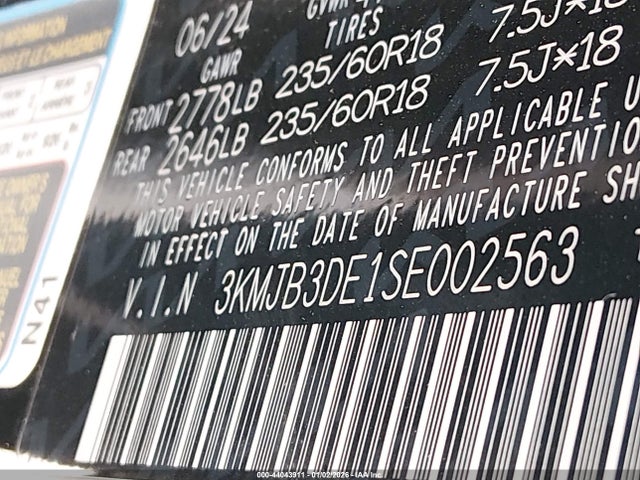 06/24 GVWR
GAWR TIRES 7.5J×18
FRONT 2778LB 235/60R18 7.5J×18
REAR 2646LB 235/60R18
THIS VEHICLE CONFORMS TO ALL APPLICABLE
MOTOR VEHICLE SAFETY AND THEFT PREVENTIO
IN EFFECT ON THE DATE OF MANUFACTURE SH
V.I.N 3KMJB3DE1SE002563
N41
000-44043911 - 01/02/2026 - IAA Inc.